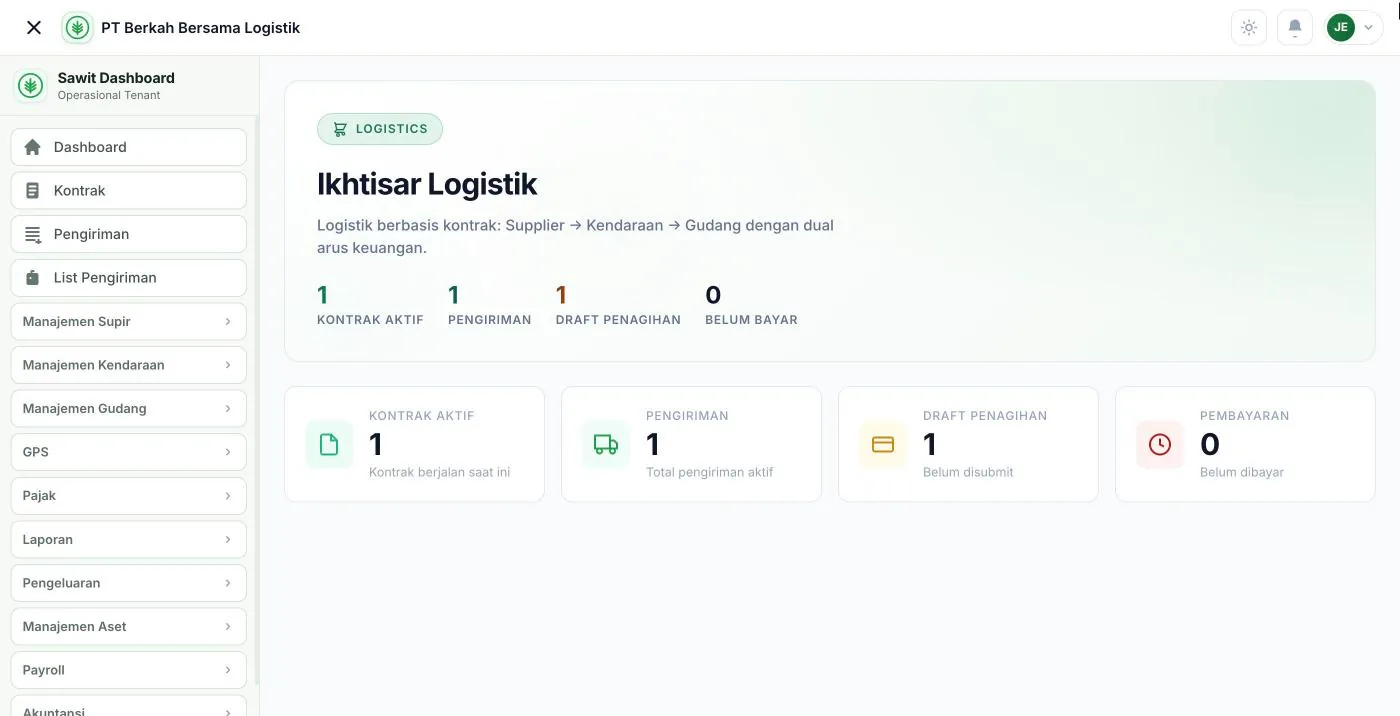 PT Berkah Bersama Logistik
JE
Sawit Dashboard
Operasional Tenant
Dashboard
Kontrak
Pengiriman
List Pengiriman
Manajemen Supir
Manajemen Kendaraan
Manajemen Gudang
GPS
Pajak
Laporan
Pengeluaran
Manajemen Aset
Payroll
Akuntansi
LOGISTICS
Ikhtisar Logistik
Logistik berbasis kontrak: Supplier → Kendaraan → Gudang dengan dual
arus keuangan.
1
KONTRAK AKTIF
1
PENGIRIMAN
1
DRAFT PENAGIHAN
0
BELUM BAYAR
KONTRAK AKTIF
1
Kontrak berjalan saat ini
PENGIRIMAN
1
Total pengiriman aktif
DRAFT PENAGIHAN
1
Belum disubmit
PEMBAYARAN
0
Belum dibayar